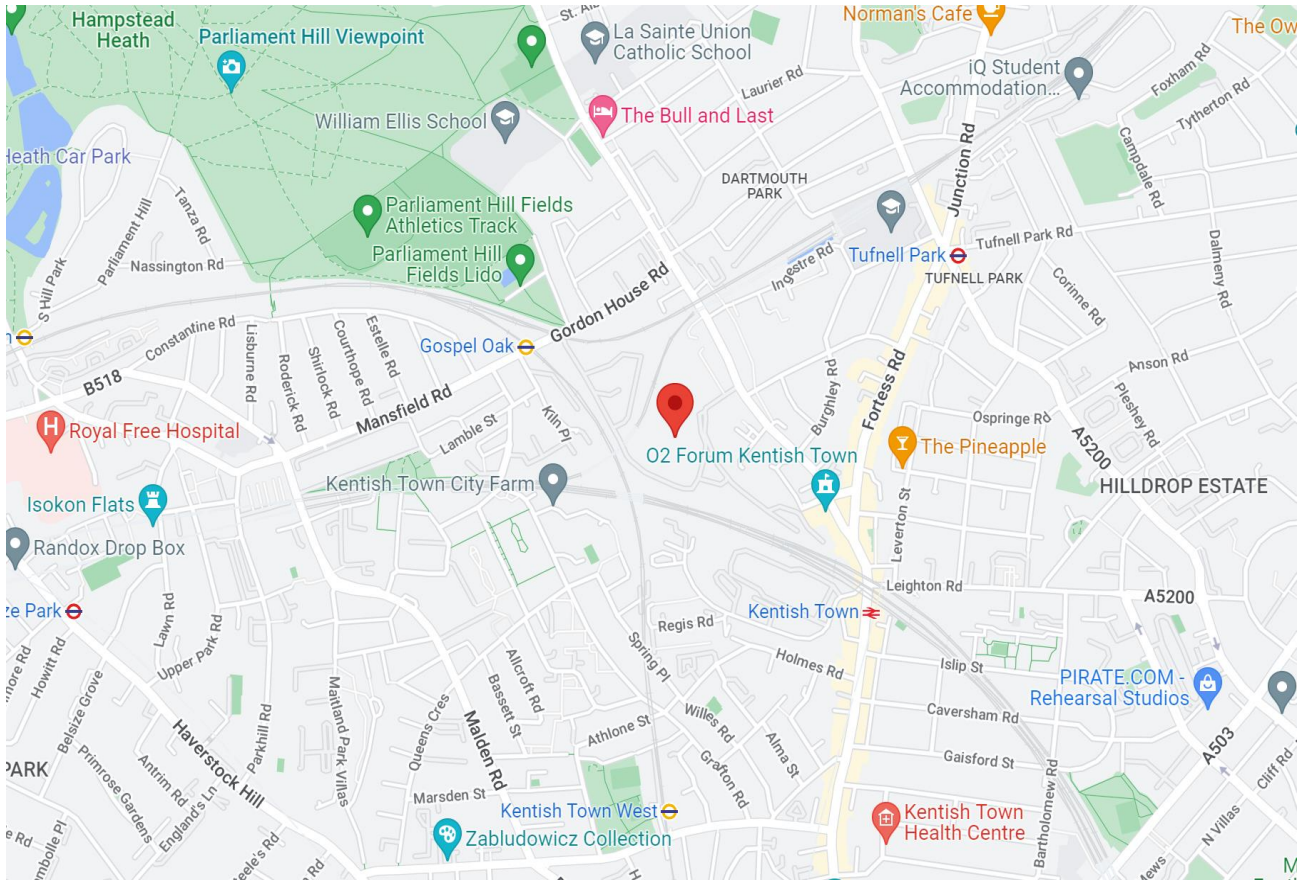 Hampstead
Heath
Parliament Hill Viewpoint
La Sainte Union
Catholic School
Norman's Cafe
The Ow
iQ Student
Accommodation...
Foxham Rd
Laurier Rd
Tytherton Rd
The Bull and Last
William Ellis School
Heath Car Park
Campdale Rd
Junction Rd
DARTMOUTH
PARK
Tanza Rd
Parliament Hill
Parliament Hill Fields
Athletics Track
Parliament Hill
Fields Lido
Nassington Rd
S Hill Park
Tufnell Park
Tufnell Park Rd
TUFNELL PARK
Dalmeny Rd
Ingestre Rd
Corinne Rd
Gordon House Rd
Constantine Rd
Lisburne Rd
Roderick Rd
Shirlock Rd
Courthope Rd
Estelle Rd
Gospel Oak
B518
Mansfield Rd
Anson Rd
Pleshey Rd
Burghley Rd
Fortess Rd
Ospringe Rd
A5200
Royal Free Hospital
Lamble St
Kiln Pl
The Pineapple
O2 Forum Kentish Town
Kentish Town City Farm
HILLDROP ESTATE
Isokon Flats
Leverton St
Randox Drop Box
Leighton Rd
A5200
ze Park
Lawn Rd
Upper Park Rd
Kentish Town
Regis Rd
Spring Pl
Holmes Rd
Islip St
PIRATE.COM -
Rehearsal Studios
more Rd
Howitt Rd
Belsize Grove
Allcroft Rd
Bassett St
Maitland Park Villas
Parkhill Rd
Queens Cres
Malden Rd
Athlone St
Willes Rd
Grafton Rd
Alma St
Caversham Rd
Gaisford St
A503
Cliff Rd
PARK
Primrose Gardens
Antrim Rd
England's Ln
Haverstock Hill
Marsden St
Kentish Town West
Kentish Town
Health Centre
Bartholomew Rd
N Villas
Zabludowicz Collection
e Rd
ombolle Pl
eele's Rd
Mews